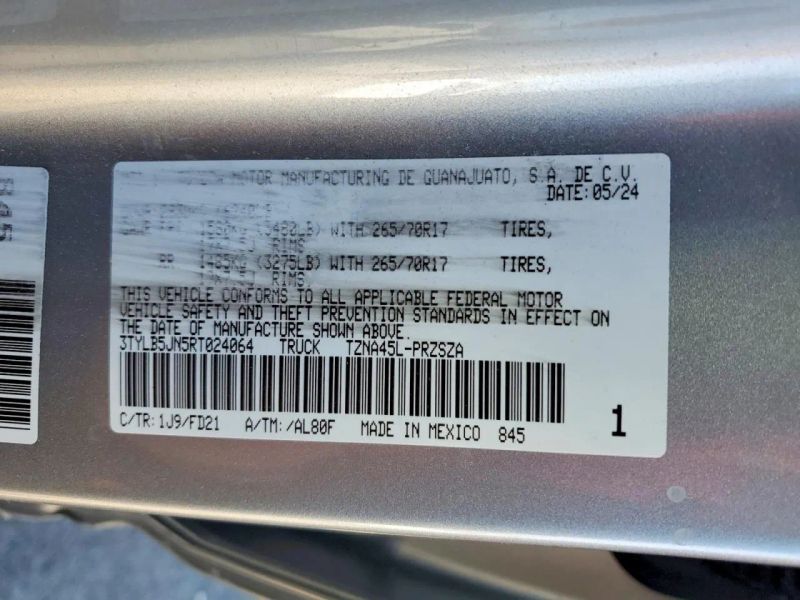 MOTOR MANUFACTURING DE GUANAJUATO, S.A. DE C.V.
DATE:05/24
(3480LB) WITH 265/70R17 TIRES,
RIMS
RR 1485KG (3275LB) WITH 265/70R17 TIRES,
RIMS
THIS VEHICLE CONFORMS TO ALL APPLICABLE FEDERAL MOTOR
VEHICLE SAFETY AND THEFT PREVENTION STANDARDS IN EFFECT ON
THE DATE OF MANUFACTURE SHOWN ABOVE.
3TYLB5JN5RT024064 TRUCK TZNA45L-PRZSZA
C/TR:1J9/FD21 A/TM:/AL80F MADE IN MEXICO 845
1